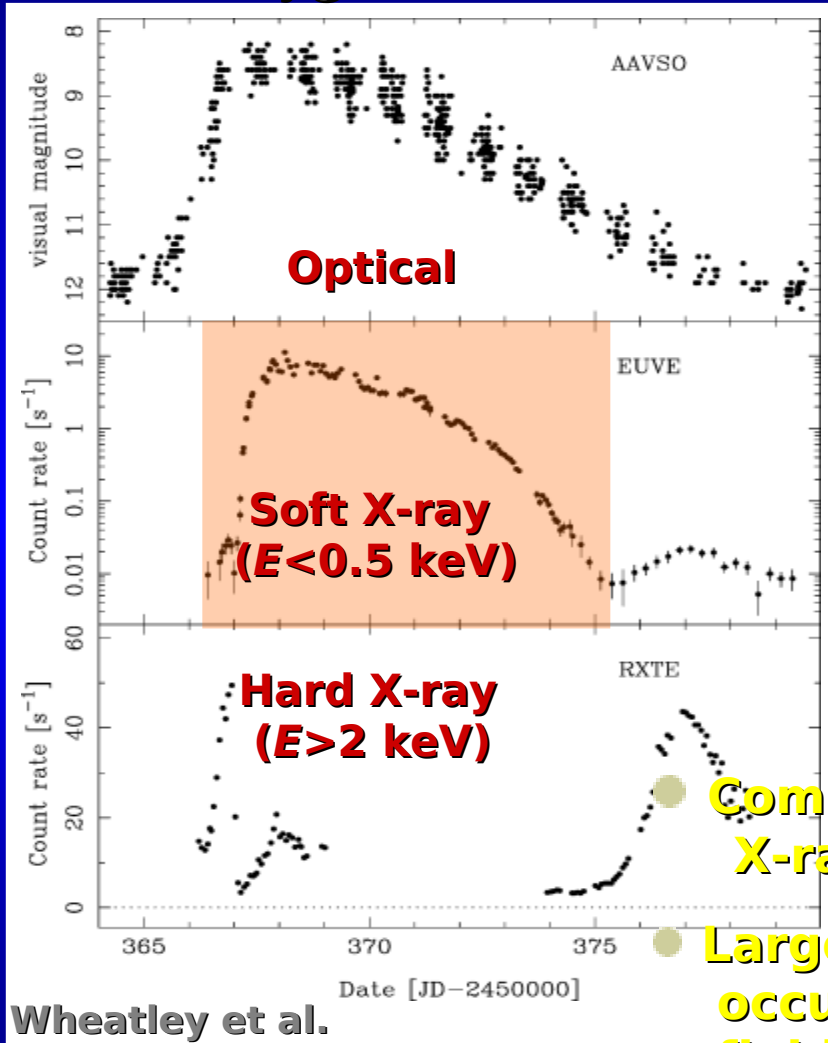 8
9
10
11
12
visual magnitude
AAVSO
Optical
10
1
0.1
0.01
Count rate [s⁻¹]
EUVE
Soft X-ray
(E<0.5 keV)
60
40
20
0
Count rate [s⁻¹]
RXTE
Hard X-ray
(E>2 keV)
365 370 375
Date [JD−2450000]
Wheatley et al.